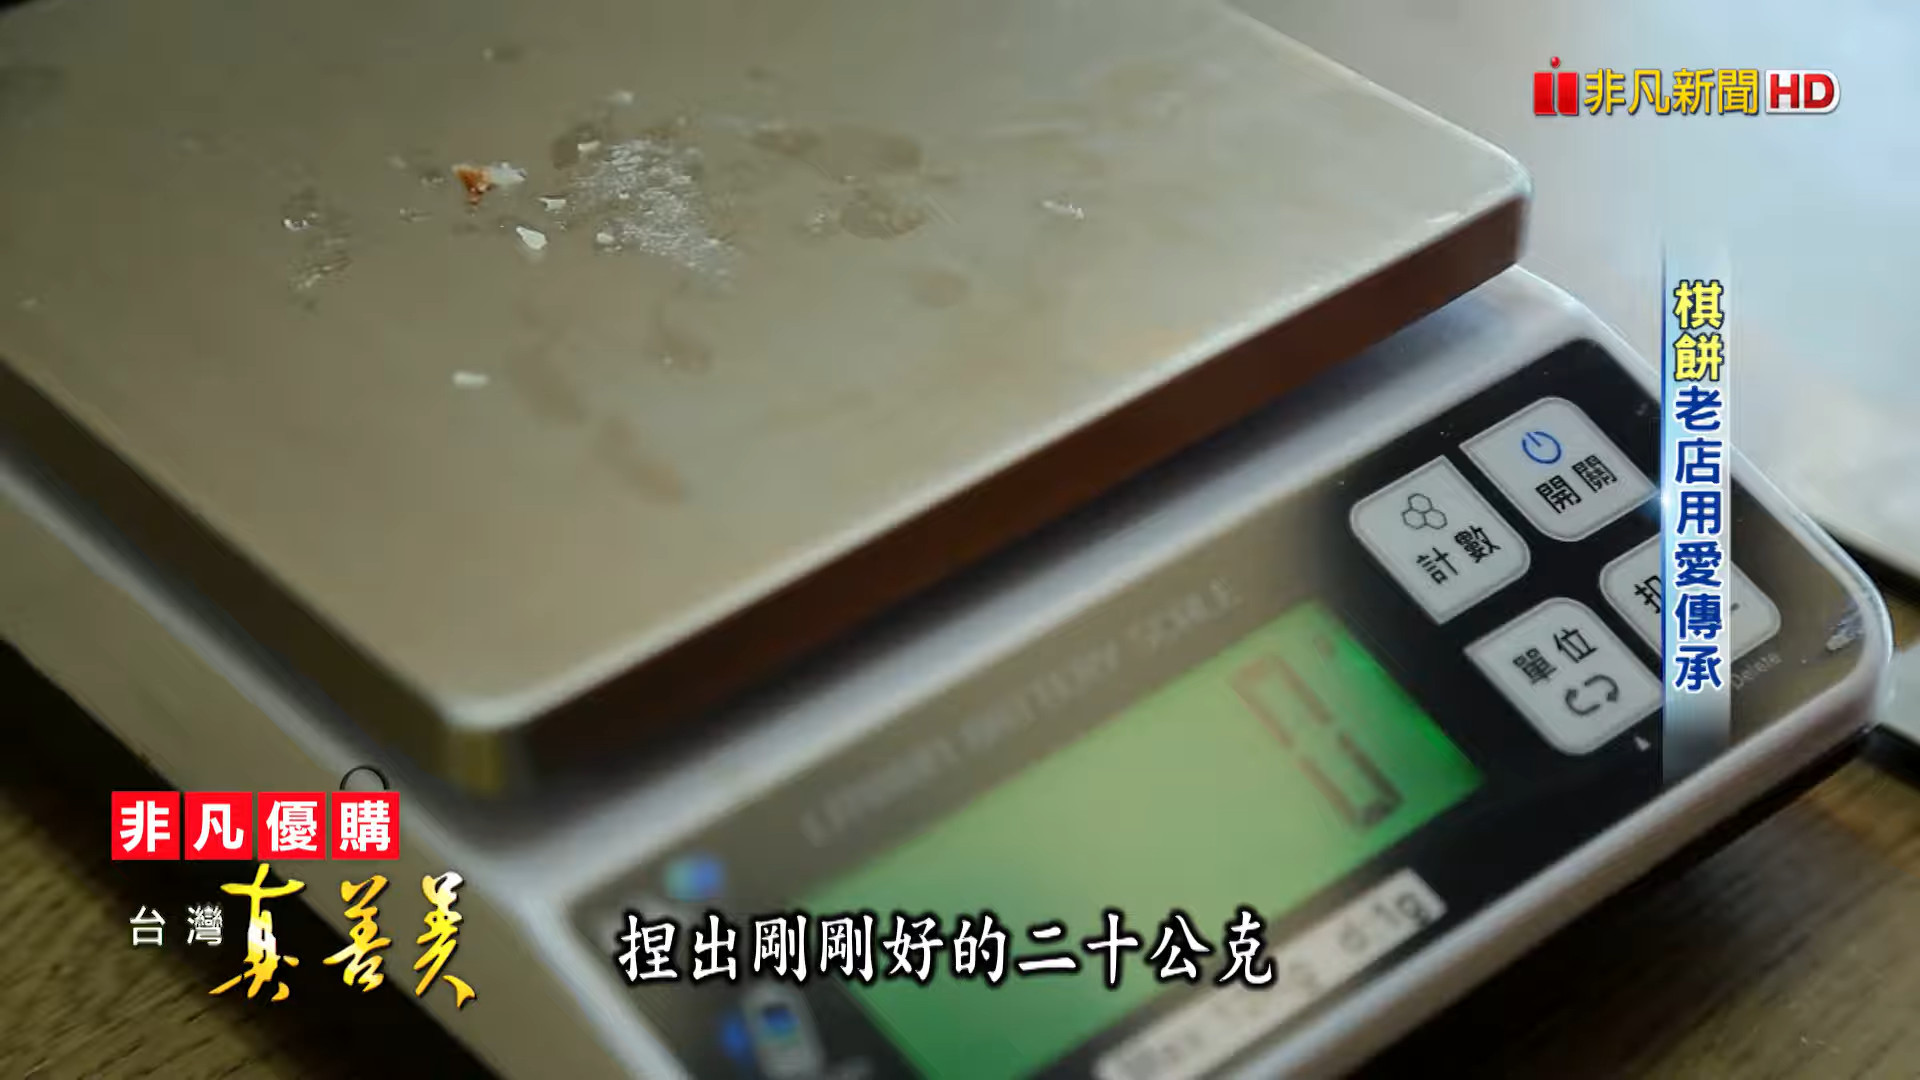 非凡新聞HD
棋餅老店用愛傳承
開關
計數
單位
Delete
非凡優購
台灣真善美
捏出剛剛好的二十公克